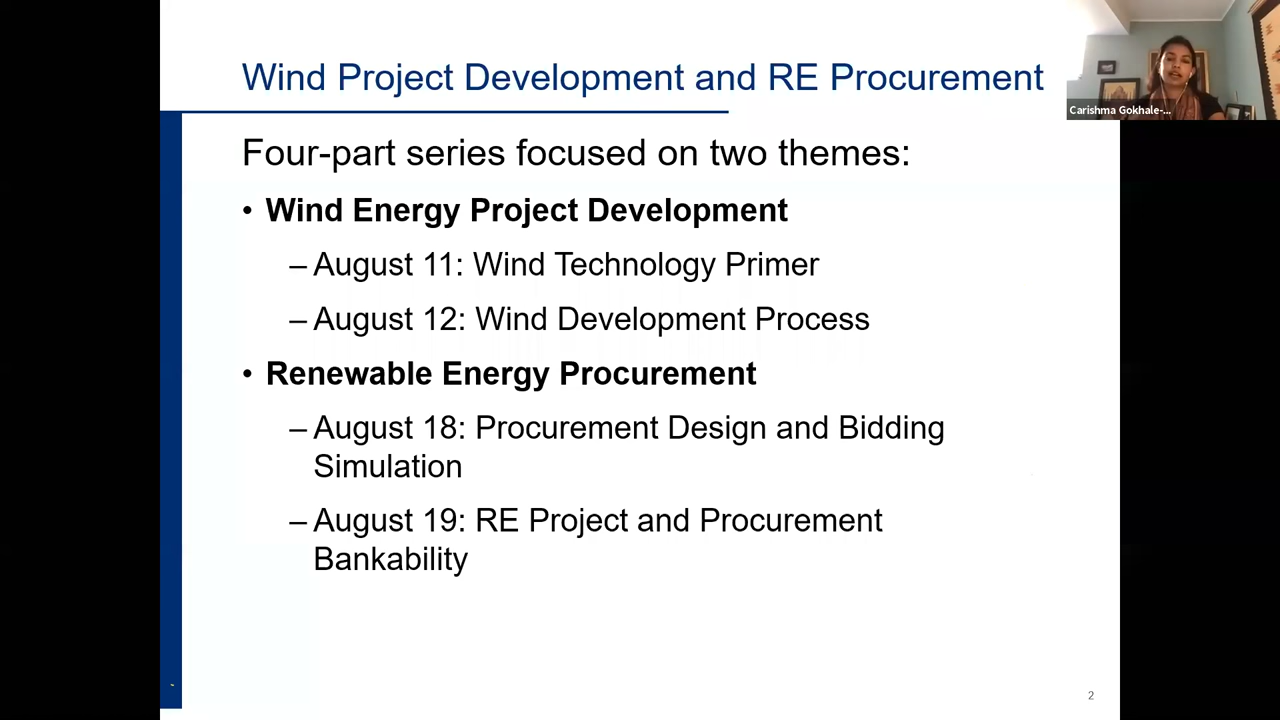 Wind Project Development and RE Procurement
Carishma Gokhale-...
Four-part series focused on two themes:
• Wind Energy Project Development
– August 11: Wind Technology Primer
– August 12: Wind Development Process
• Renewable Energy Procurement
– August 18: Procurement Design and Bidding
Simulation
– August 19: RE Project and Procurement
Bankability
2